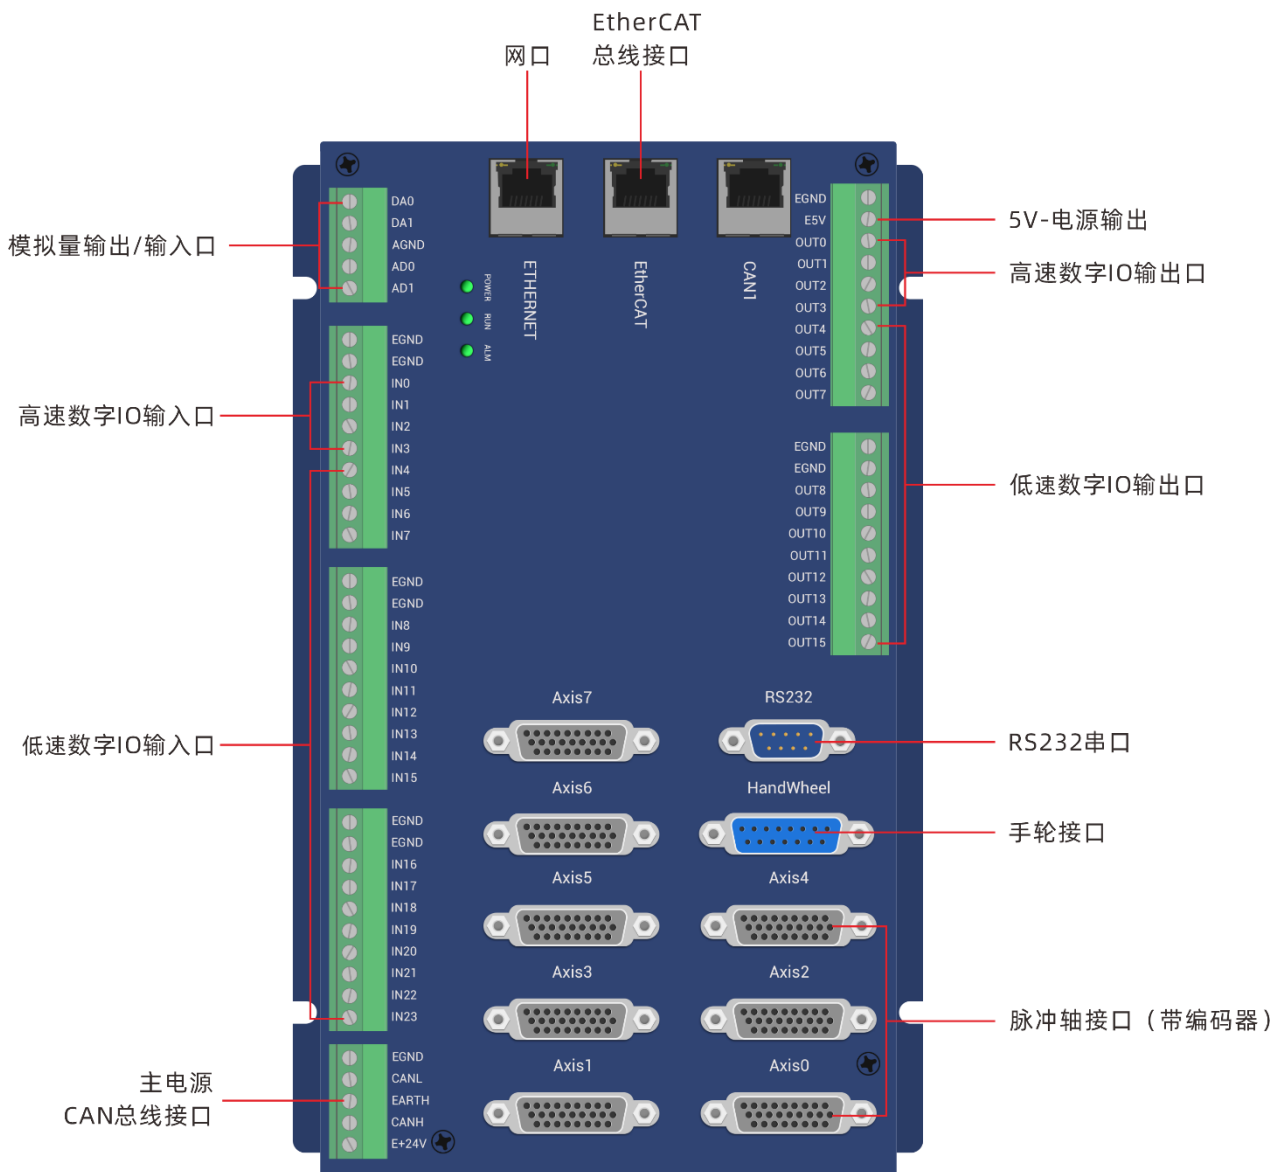 EtherCAT
网口
总线接口
模拟量输出/输入口
高速数字IO输入口
低速数字IO输入口
主电源
CAN总线接口
DA0
DA1
AGND
AD0
AD1
EGND
EGND
IN0
IN1
IN2
IN3
IN4
IN5
IN6
IN7
EGND
EGND
IN8
IN9
IN10
IN11
IN12
IN13
IN14
IN15
EGND
EGND
IN16
IN17
IN18
IN19
IN20
IN21
IN22
IN23
EGND
CANL
EARTH
CANH
E+24V
POWER
RUN
ALM
ETHERNET
EtherCAT
CAN1
EGND
E5V
OUT0
OUT1
OUT2
OUT3
OUT4
OUT5
OUT6
OUT7
EGND
EGND
OUT8
OUT9
OUT10
OUT11
OUT12
OUT13
OUT14
OUT15
Axis7
RS232
Axis6
HandWheel
Axis5
Axis4
Axis3
Axis2
Axis1
Axis0
5V-电源输出
高速数字IO输出口
低速数字IO输出口
RS232串口
手轮接口
脉冲轴接口（带编码器）